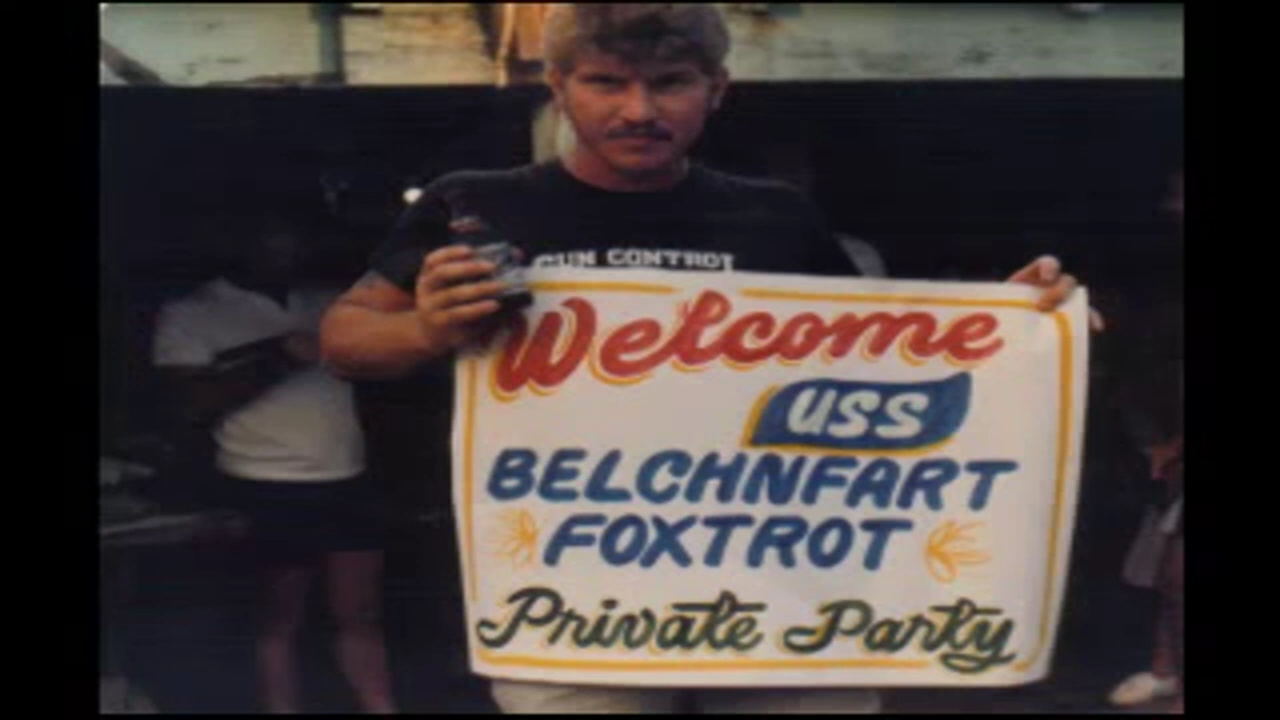 GUN CONTROL
Welcome
USS
BELCHNFART
FOXTROT
Private Party